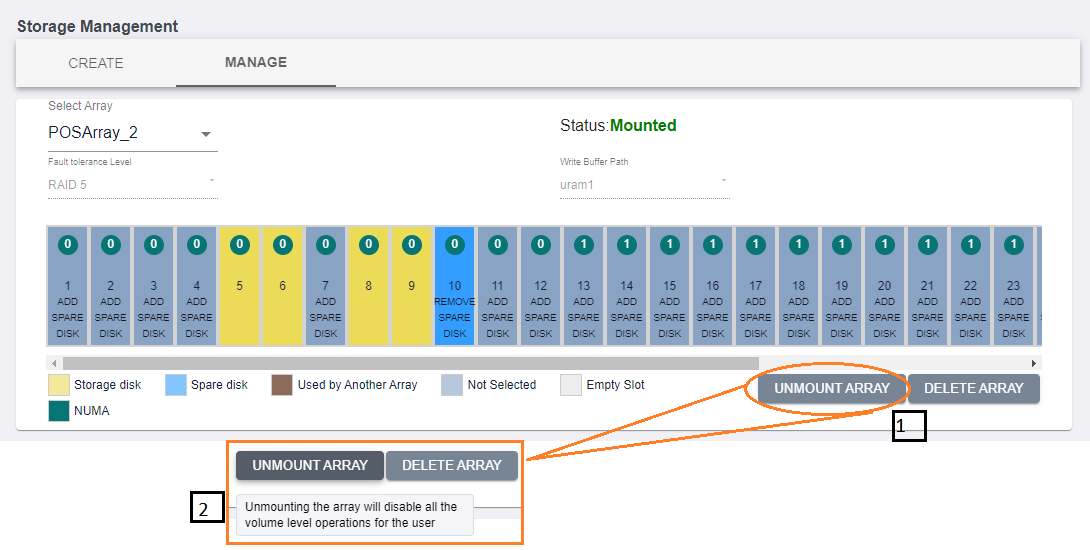 Storage Management
CREATE MANAGE
Select Array
POSArray_2
Status:Mounted
Fault tolerance Level
Write Buffer Path
RAID 5
uram1
0 0 0 0 0 0 0 0 0 0 0 0 1 1 1 1 1 1 1 1 1 1 1
1 2 3 4 5 6 7 8 9 10 11 12 13 14 15 16 17 18 19 20 21 22 23
ADD ADD ADD ADD ADD REMOVE ADD ADD ADD ADD ADD ADD ADD ADD ADD ADD ADD ADD ADD
SPARE SPARE SPARE SPARE SPARE SPARE SPARE SPARE SPARE SPARE SPARE SPARE SPARE SPARE SPARE SPARE SPARE SPARE SPARE
DISK DISK DISK DISK DISK DISK DISK DISK DISK DISK DISK DISK DISK DISK DISK DISK DISK DISK DISK
Storage disk Spare disk Used by Another Array Not Selected Empty Slot
NUMA
UNMOUNT ARRAY DELETE ARRAY
1
UNMOUNT ARRAY DELETE ARRAY
2
Unmounting the array will disable all the
volume level operations for the user